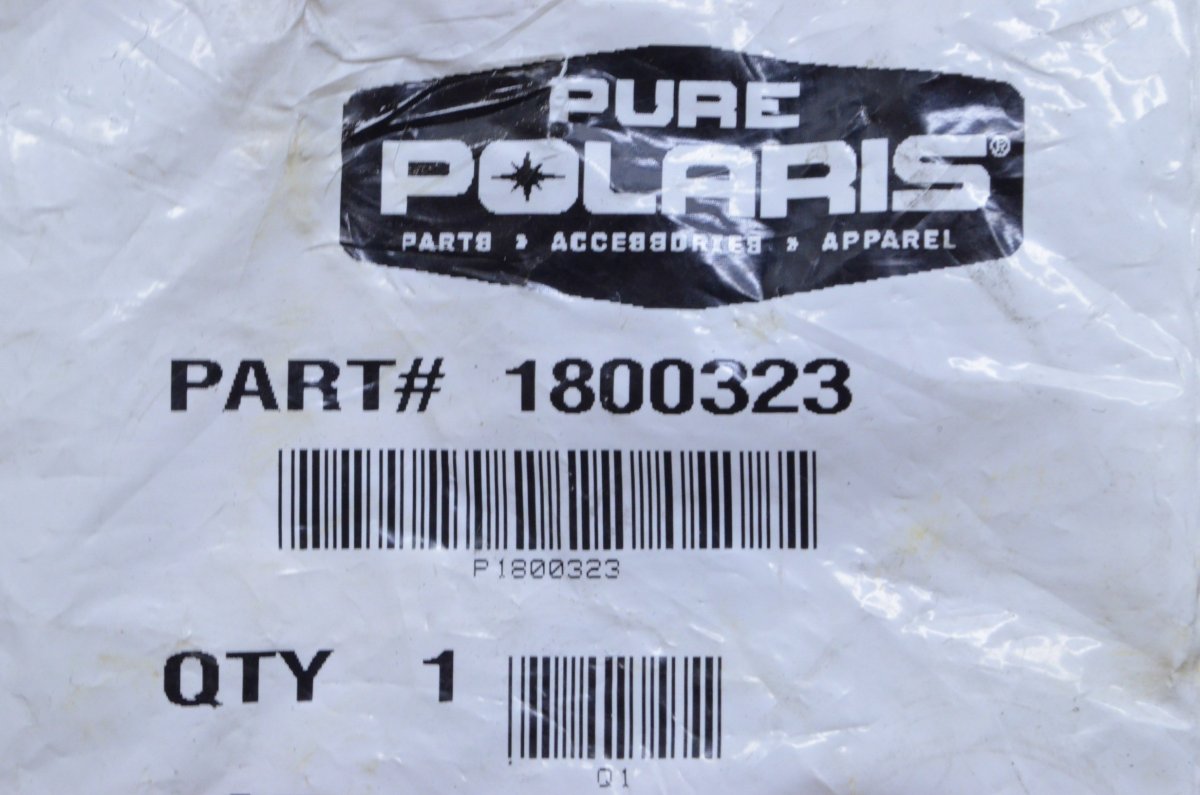 PURE
POLARIS®
PARTS » ACCESSORIES » APPAREL
PART# 1800323
P1800323
QTY 1
Q1